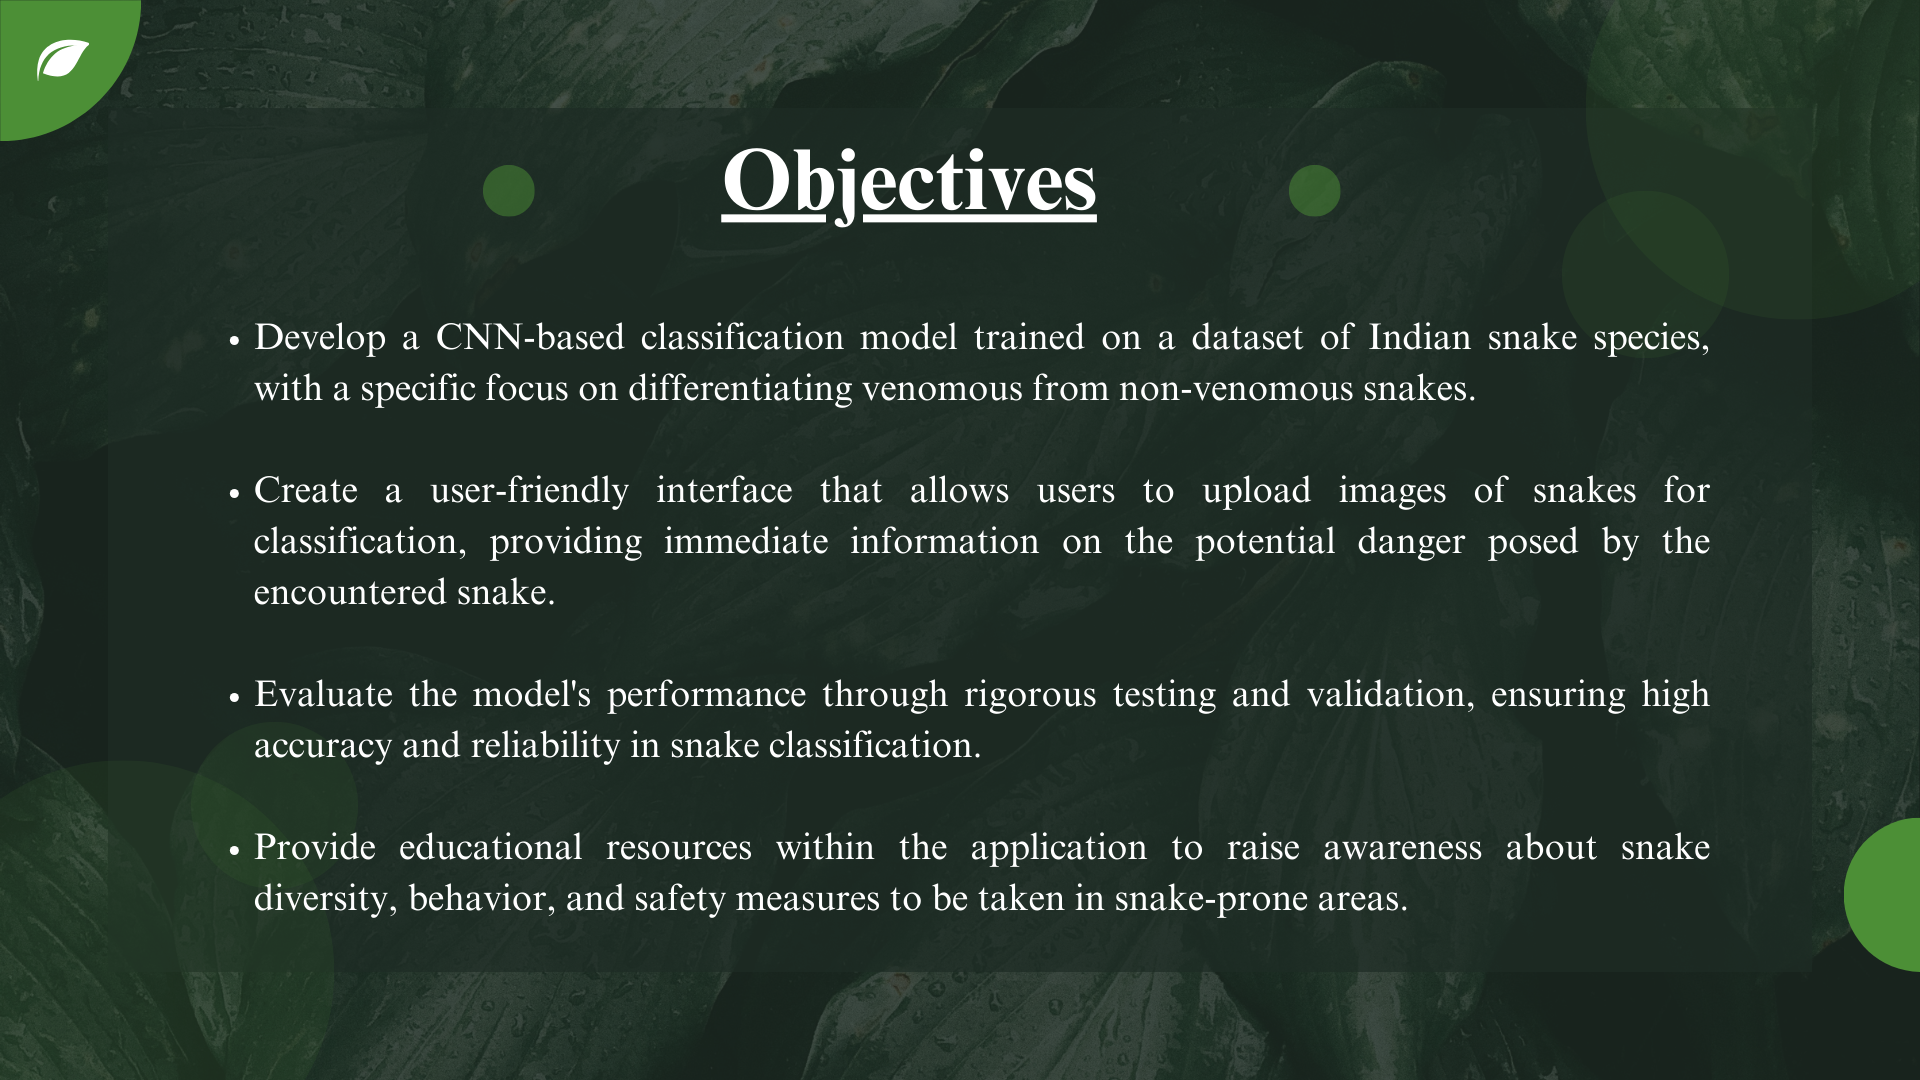 Objectives
• Develop a CNN-based classification model trained on a dataset of Indian snake species,
with a specific focus on differentiating venomous from non-venomous snakes.
• Create a user-friendly interface that allows users to upload images of snakes for
classification, providing immediate information on the potential danger posed by the
encountered snake.
• Evaluate the model's performance through rigorous testing and validation, ensuring high
accuracy and reliability in snake classification.
• Provide educational resources within the application to raise awareness about snake
diversity, behavior, and safety measures to be taken in snake-prone areas.